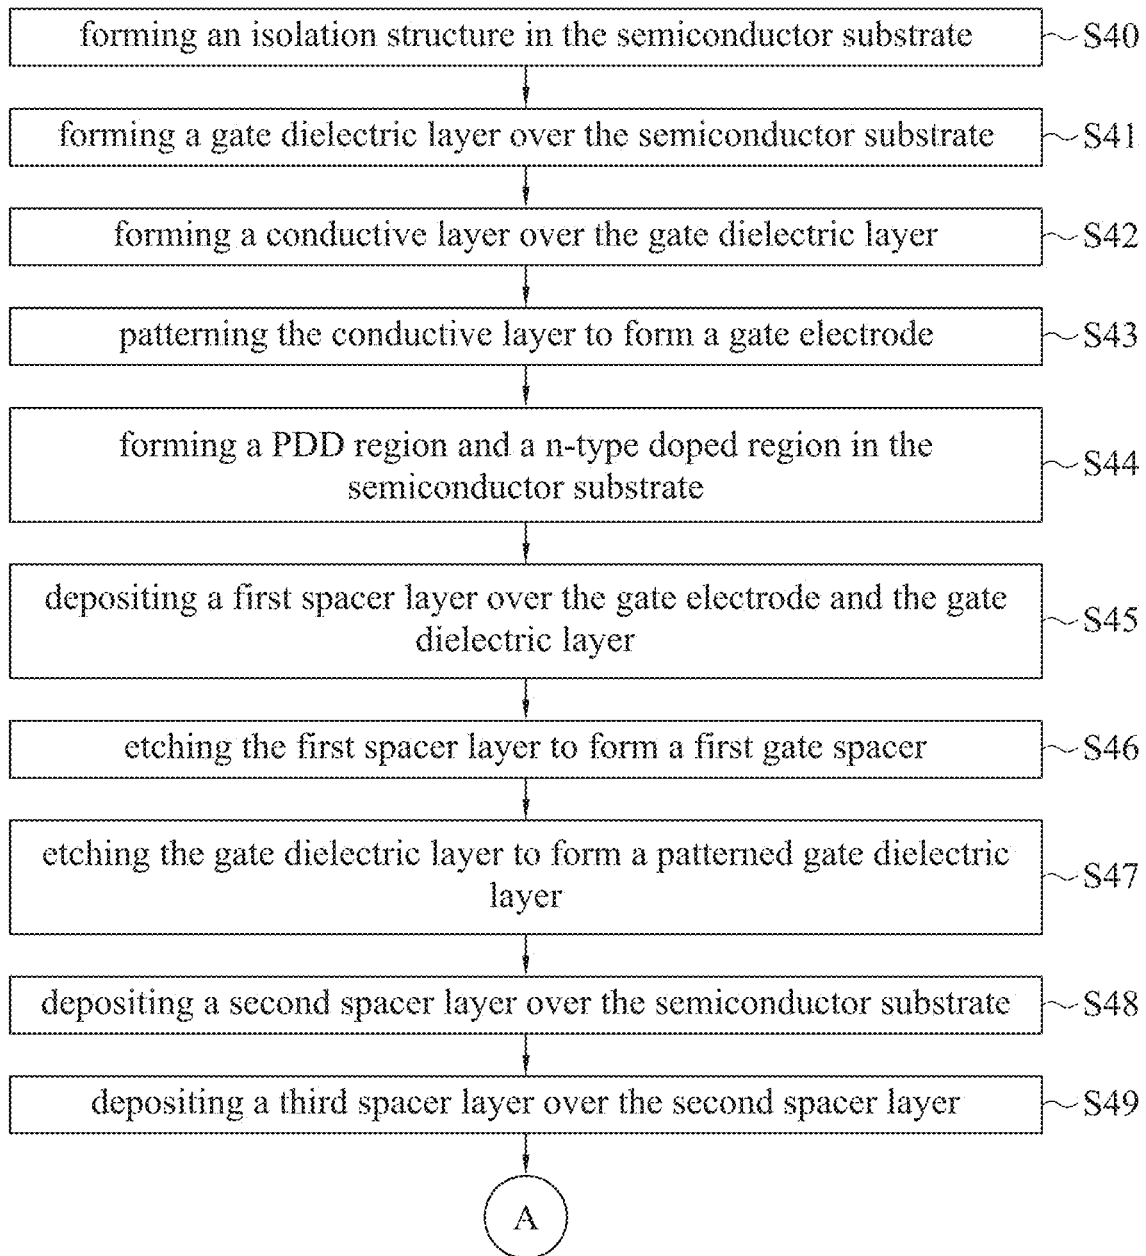 forming an isolation structure in the semiconductor substrate S40
forming a gate dielectric layer over the semiconductor substrate S41
forming a conductive layer over the gate dielectric layer S42
patterning the conductive layer to form a gate electrode S43
forming a PDD region and a n-type doped region in the
semiconductor substrate
S44
depositing a first spacer layer over the gate electrode and the gate
dielectric layer
S45
etching the first spacer layer to form a first gate spacer S46
etching the gate dielectric layer to form a patterned gate dielectric
layer
S47
depositing a second spacer layer over the semiconductor substrate S48
depositing a third spacer layer over the second spacer layer S49
A